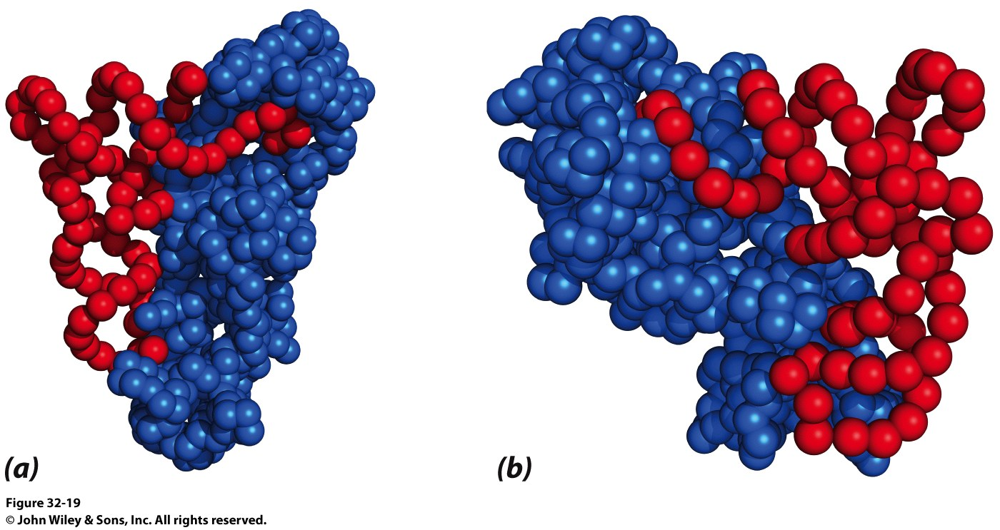 (a)
(b)
Figure 32-19
© John Wiley & Sons, Inc. All rights reserved.